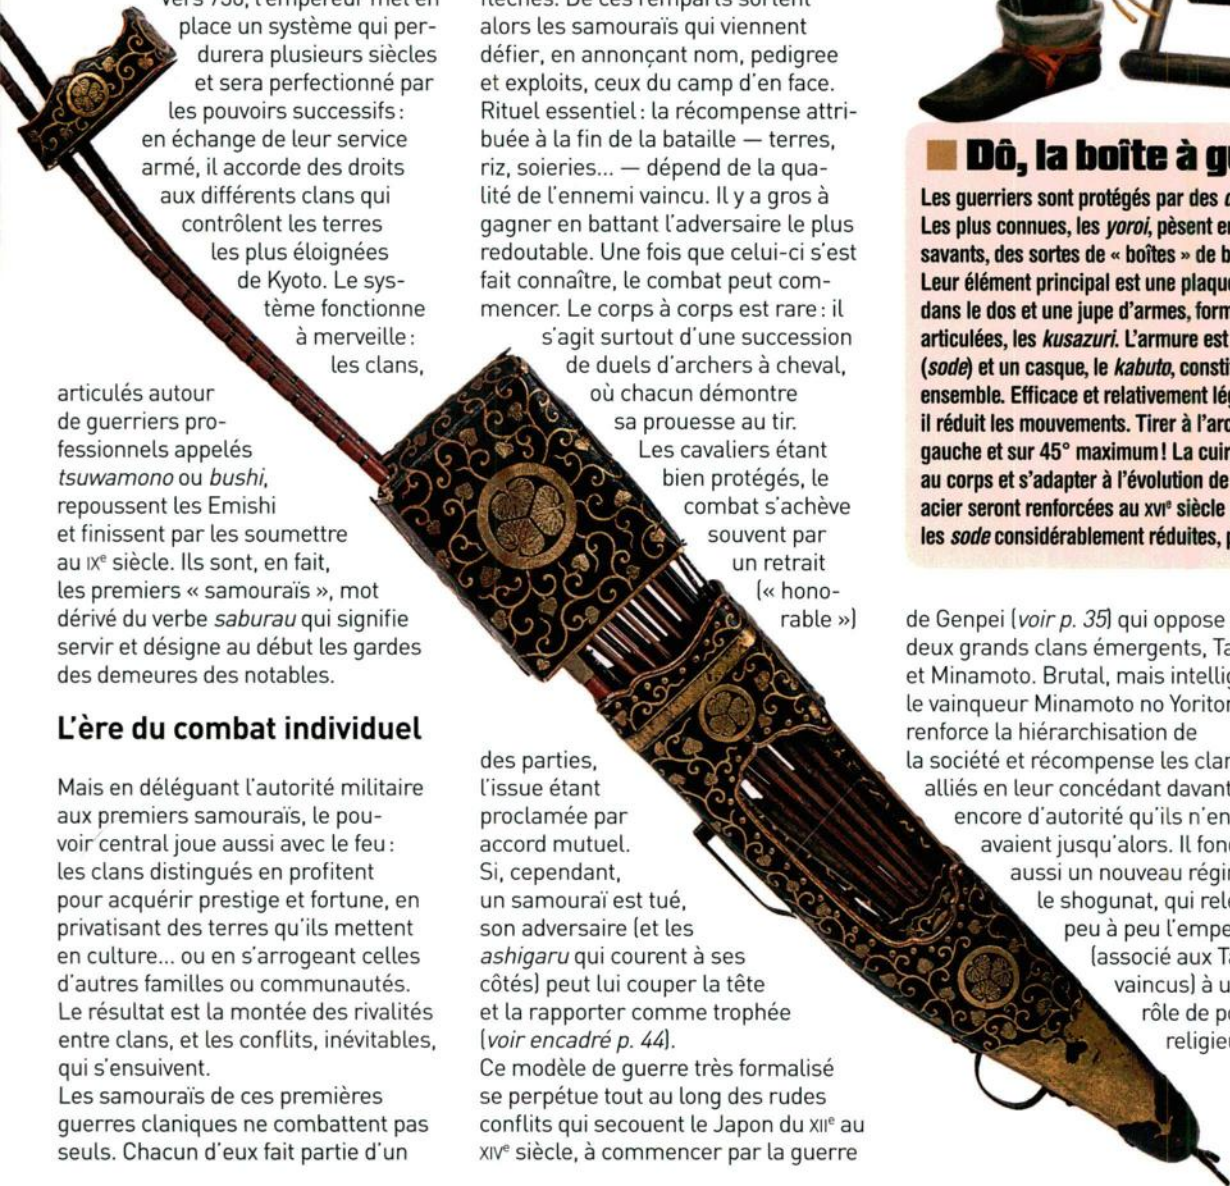 place un système qui per-
durera plusieurs siècles
et sera perfectionné par
les pouvoirs successifs :
en échange de leur service
armé, il accorde des droits
aux différents clans qui
contrôlent les terres
les plus éloignées
de Kyoto. Le sys-
tème fonctionne
à merveille :
les clans,
articulés autour
de guerriers pro-
fessionnels appelés
tsuwamono ou bushi,
repoussent les Emishi
et finissent par les soumettre
au IXe siècle. Ils sont, en fait,
les premiers « samouraïs », mot
dérivé du verbe saburau qui signifie
servir et désigne au début les gardes
des demeures des notables.
L'ère du combat individuel
Mais en déléguant l'autorité militaire
aux premiers samouraïs, le pou-
voir central joue aussi avec le feu :
les clans distingués en profitent
pour acquérir prestige et fortune, en
privatisant des terres qu'ils mettent
en culture... ou en s'arrogeant celles
d'autres familles ou communautés.
Le résultat est la montée des rivalités
entre clans, et les conflits, inévitables,
qui s'ensuivent.
Les samouraïs de ces premières
guerres claniques ne combattent pas
seuls. Chacun d'eux fait partie d'un
alors les samouraïs qui viennent
défier, en annonçant nom, pedigree
et exploits, ceux du camp d'en face.
Rituel essentiel : la récompense attri-
buée à la fin de la bataille — terres,
riz, soieries... — dépend de la qua-
lité de l'ennemi vaincu. Il y a gros à
gagner en battant l'adversaire le plus
redoutable. Une fois que celui-ci s'est
fait connaître, le combat peut com-
mencer. Le corps à corps est rare : il
s'agit surtout d'une succession
de duels d'archers à cheval,
où chacun démontre
sa prouesse au tir.
Les cavaliers étant
bien protégés, le
combat s'achève
souvent par
un retrait
(« hono-
rable »)
des parties,
l'issue étant
proclamée par
accord mutuel.
Si, cependant,
un samouraï est tué,
son adversaire (et les
ashigaru qui courent à ses
côtés) peut lui couper la tête
et la rapporter comme trophée
(voir encadré p. 44).
Ce modèle de guerre très formalisé
se perpétue tout au long des rudes
conflits qui secouent le Japon du XIIe au
XIVe siècle, à commencer par la guerre
Dô, la boîte à
Les guerriers sont protégés par des
Les plus connues, les yoroi, pèsent
savants, des sortes de « boîtes » de
Leur élément principal est une plaque
dans le dos et une jupe d'armes,
articulées, les kusazuri. L'armure est
(sode) et un casque, le kabuto,
ensemble. Efficace et relativement
il réduit les mouvements. Tirer à l'arc
gauche et sur 45° maximum ! La
au corps et s'adapter à l'évolution de
acier seront renforcées au XVIe siècle
les sode considérablement réduites,
de Genpei (voir p. 35) qui oppose
deux grands clans émergents,
et Minamoto. Brutal, mais
le vainqueur Minamoto no
renforce la hiérarchisation de
la société et récompense les
alliés en leur concédant
encore d'autorité qu'ils n'en
avaient jusqu'alors. Il
aussi un nouveau
le shogunat, qui
peu à peu
(associé aux
vaincus) à
rôle de